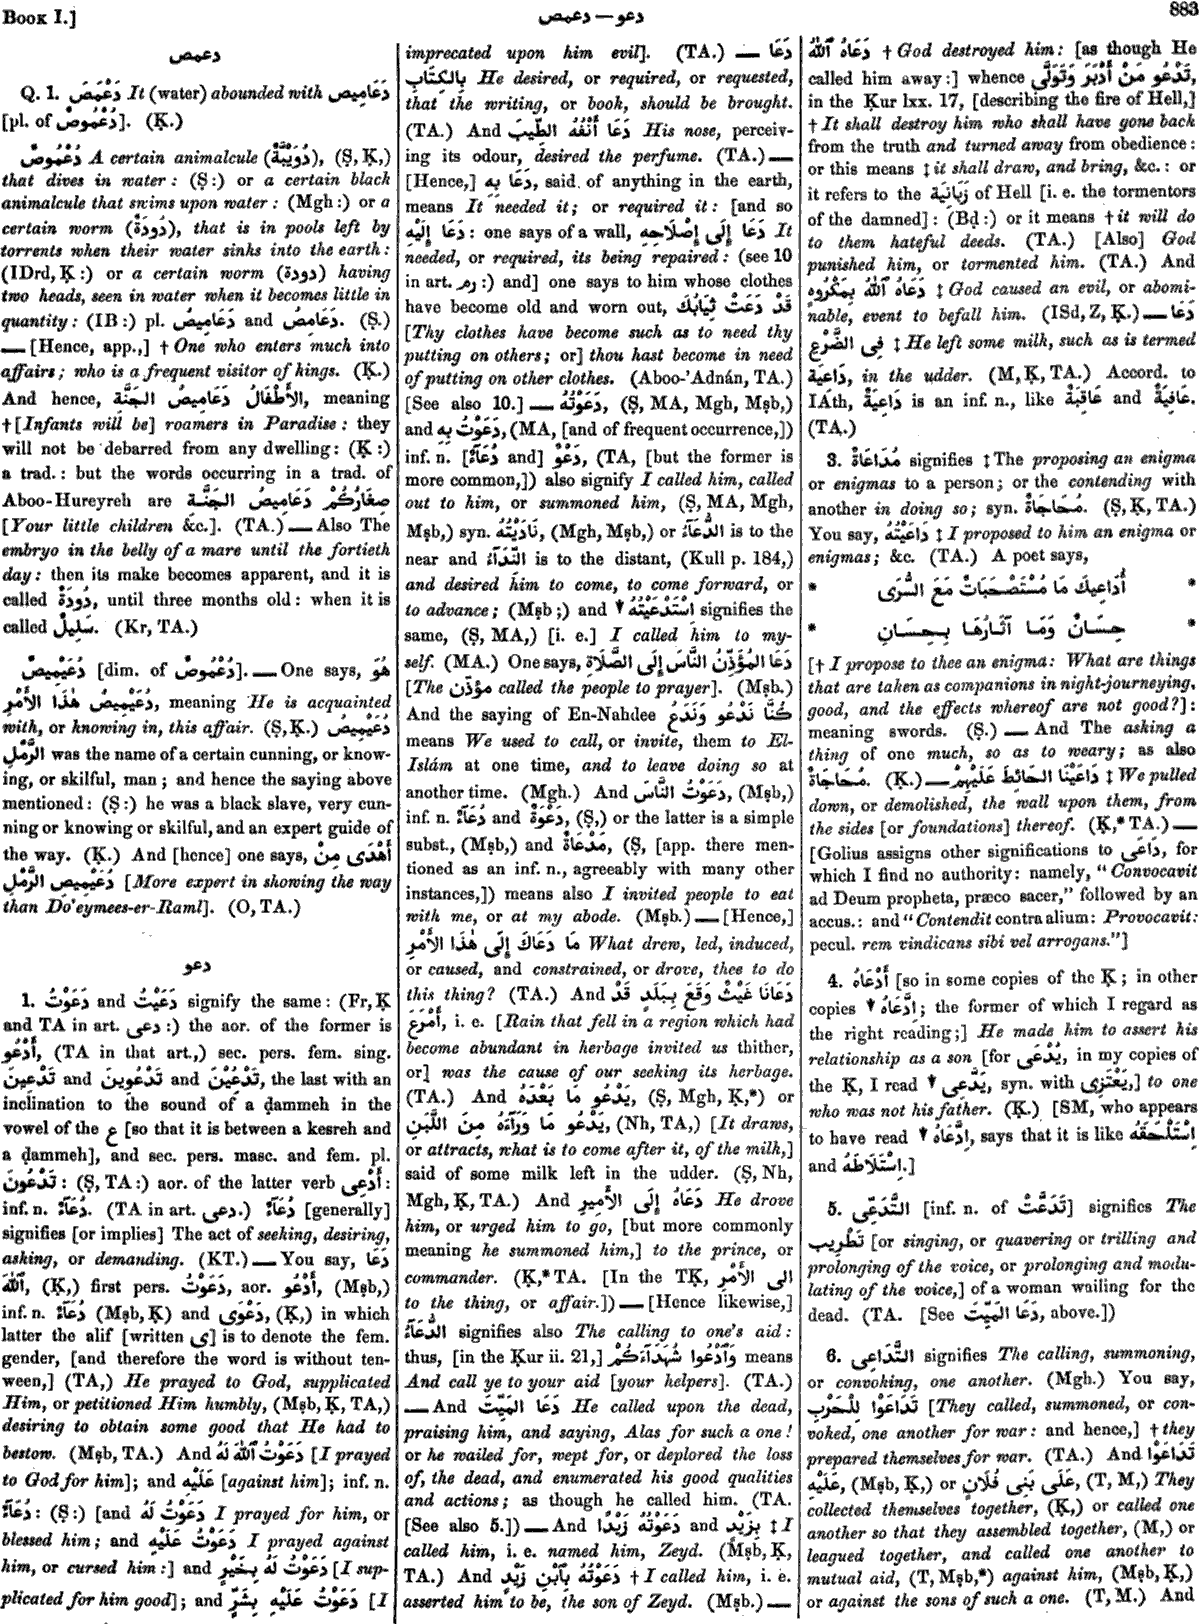 Book I.]
دعو — دعمص
883
دعمص
Q. 1. دَعْمَصَ It (water) abounded with دَعَامِيص
[pl. of دُعْمُوصٌ]. (Ḳ.)
دُعْمُوصٌ A certain animalcule (دُوَيْبَّةٌ), (Ṣ, Ḳ,)
that dives in water: (Ṣ:) or a certain black
animalcule that swims upon water: (Mgh:) or a
certain worm (دُودَةٌ), that is in pools left by
torrents when their water sinks into the earth:
(IDrd, Ḳ:) or a certain worm (دودة) having
two heads, seen in water when it becomes little in
quantity: (IB:) pl. دَعَامِيصُ and دَعَامِصُ. (Ṣ.)
— [Hence, app.,] † One who enters much into
affairs; who is a frequent visitor of kings. (Ḳ.)
And hence, الأَطْفَالُ دَعَامِيصُ الجَنَّةِ, meaning
† [Infants will be] roamers in Paradise: they
will not be debarred from any dwelling: (Ḳ:)
a trad.: but the words occurring in a trad. of
Aboo-Hureyreh are صِغَارُكُمْ دَعَامِيصُ الجَنَّةِ
[Your little children &c.]. (TA.) — Also The
embryo in the belly of a mare until the fortieth
day: then its make becomes apparent, and it is
called دُودَةٌ, until three months old: when it is
called سَلِيلٌ. (Kr, TA.)
دُعَيْمِيصٌ [dim. of دُعْمُوصٌ]. — One says, هُوَ
دُعَيْمِيصُ هٰذَا الأَمْرِ, meaning He is acquainted
with, or knowing in, this affair. (Ṣ, Ḳ.) دُعَيْمِيصُ
الرَّمْلِ was the name of a certain cunning, or know-
ing, or skilful, man; and hence the saying above
mentioned: (Ṣ:) he was a black slave, very cun-
ning or knowing or skilful, and an expert guide of
the way. (Ḳ.) And [hence] one says, أَهْدَى مِنْ
دُعَيْمِيصِ الرَّمْلِ [More expert in showing the way
than Do'eymees-er-Raml]. (O, TA.)
دعو
1. دَعَوْتُ and دَعَيْتُ signify the same: (Fr, Ḳ
and TA in art. دعى:) the aor. of the former is
أَدْعُو, (TA in that art.,) sec. pers. fem. sing.
تَدْعِينَ and تَدْعُوِينَ and تَدْعُيْنَ, the last with an
inclination to the sound of a ḍammeh in the
vowel of the ع [so that it is between a kesreh and
a ḍammeh], and sec. pers. masc. and fem. pl.
تَدْعُونَ: (Ṣ, TA:) aor. of the latter verb أَدْعِى:
inf. n. دُعَآءٌ. (TA in art. دعى.) دُعَآءٌ [generally]
signifies [or implies] The act of seeking, desiring,
asking, or demanding. (KT.) — You say, دَعَا
ٱللّٰهَ, (Ḳ,) first pers. دَعَوْتُ, aor. أَدْعُو, (Mṣb,)
inf. n. دُعَآءٌ (Mṣb, Ḳ) and دَعْوَى, (Ḳ,) in which
latter the alif [written ى] is to denote the fem.
gender, [and therefore the word is without ten-
ween,] (TA,) He prayed to God, supplicated
Him, or petitioned Him humbly, (Mṣb, Ḳ, TA,)
desiring to obtain some good that He had to
bestow. (Mṣb, TA.) And دَعَوْتُ ٱللّٰهَ لَهُ [I prayed
to God for him]; and عَلَيْهِ [against him]; inf. n.
دُعَآءٌ: (Ṣ:) [and دَعَوْتُ لَهُ I prayed for him, or
blessed him; and دَعَوْتُ عَلَيْهِ I prayed against
him, or cursed him:] and دَعَوْتُ لَهُ بِخَيْرٍ [I sup-
plicated for him good]; and دَعَوْتُ عَلَيْهِ بِشَرٍّ [I
imprecated upon him evil]. (TA.) — دَعَا
بِالكِتَابِ He desired, or required, or requested,
that the writing, or book, should be brought.
(TA.) And دَعَا أَنْفُهُ الطِّيبَ His nose, perceiv-
ing its odour, desired the perfume. (TA.) —
[Hence,] دَعَا بِهِ, said of anything in the earth,
means It needed it; or required it: [and so
دَعَا إِلَيْهِ: one says of a wall, دَعَا إِلَى إِصْلَاحِهِ It
needed, or required, its being repaired: (see 10
in art. رم:) and] one says to him whose clothes
have become old and worn out, قَدْ دَعَتْ ثِيَابُكَ
[Thy clothes have become such as to need thy
putting on others; or] thou hast become in need
of putting on other clothes. (Aboo-'Adnán, TA.)
[See also 10.] — دَعَوْتُهُ, (Ṣ, MA, Mgh, Mṣb,)
and دَعَوْتُ بِهِ, (MA, [and of frequent occurrence,])
inf. n. [دُعَآءٌ and] دَعْوٌ, (TA, [but the former is
more common,]) also signify I called him, called
out to him, or summoned him, (Ṣ, MA, Mgh,
Mṣb,) syn. نَادَيْتُهُ, (Mgh, Mṣb,) or الدُّعَآءُ is to the
near and النِّدَآءُ is to the distant, (Kull p. 184,)
and desired him to come, to come forward, or
to advance; (Mṣb;) and ▼ اِسْتَدْعَيْتُهُ signifies the
same, (Ṣ, MA,) [i. e.] I called him to my-
self. (MA.) One says, دَعَا المُؤَذِّنُ النَّاسَ إِلَى الصَّلَاةِ
[The مؤذّن called the people to prayer]. (Mṣb.)
And the saying of En-Nahdee كُنَّا نَدْعُو وَنَدَعُ
means We used to call, or invite, them to El-
Islám at one time, and to leave doing so at
another time. (Mgh.) And دَعَوْتُ النَّاسَ, (Mṣb,)
inf. n. دُعَآءٌ and دَعْوَةٌ, (Ṣ,) or the latter is a simple
subst., (Mṣb,) and مَدْعَاةٌ, (Ṣ, [app. there men-
tioned as an inf. n., agreeably with many other
instances,]) means also I invited people to eat
with me, or at my abode. (Mṣb.) — [Hence,]
مَا دَعَاكَ إِلَى هٰذَا الأَمْرِ What drew, led, induced,
or caused, and constrained, or drove, thee to do
this thing? (TA.) And دَعَانَا غَيْثٌ وَقَعَ بِبَلَدٍ قَدْ
أَمْرَعَ, i. e. [Rain that fell in a region which had
become abundant in herbage invited us thither,
or] was the cause of our seeking its herbage.
(TA.) And يَدْعُو مَا بَعْدَهُ, (Ṣ, Mgh, Ḳ,*) or
يَدْعُو مَا وَرَآءَهُ مِنَ اللَّبَنِ, (Nh, TA,) [It draws,
or attracts, what is to come after it, of the milk,]
said of some milk left in the udder. (Ṣ, Nh,
Mgh, Ḳ, TA.) And دَعَاهُ إِلَى الأَمِيرِ He drove
him, or urged him to go, [but more commonly
meaning he summoned him,] to the prince, or
commander. (Ḳ,* TA. [In the TḲ, الى الأَمْرِ
to the thing, or affair.]) — [Hence likewise,]
الدُّعَآءُ signifies also The calling to one's aid:
thus, [in the Ḳur ii. 21,] وَٱدْعُوا شُهَدَآءَكُمْ means
And call ye to your aid [your helpers]. (TA.)
— And دَعَا المَيِّتَ He called upon the dead,
praising him, and saying, Alas for such a one!
or he wailed for, wept for, or deplored the loss
of, the dead, and enumerated his good qualities
and actions; as though he called him. (TA.
[See also 5.]) — And دَعَوْتُهُ زَيْدًا and بِزَيْدٍ ‡ I
called him, i. e. named him, Zeyd. (Mṣb, Ḳ,
TA.) And دَعَوْتُهُ بِٱبْنِ زَيْدٍ † I called him, i. e.
asserted him to be, the son of Zeyd. (Mṣb.) —
دَعَاهُ ٱللّٰهُ † God destroyed him: [as though He
called him away:] whence تَدْعُو مَنْ أَدْبَرَ وَتَوَلَّى,
in the Ḳur lxx. 17, [describing the fire of Hell,]
† It shall destroy him who shall have gone back
from the truth and turned away from obedience:
or this means ‡ it shall draw, and bring, &c.: or
it refers to the زَبَانِيَة of Hell [i. e. the tormentors
of the damned]: (Bḍ:) or it means † it will do
to them hateful deeds. (TA.) [Also] God
punished him, or tormented him. (TA.) And
دَعَاهُ ٱللّٰهُ بِمَكْرُوهٍ ‡ God caused an evil, or abomi-
nable, event to befall him. (ISd, Z, Ḳ.) — دَعَا
فِى الضَّرْعِ ‡ He left some milk, such as is termed
دَاعِيَة, in the udder. (M, Ḳ, TA.) Accord. to
IAth, دَاعِيَةٌ is an inf. n., like عَاقِبَةٌ and عَافِيَةٌ.
(TA.)
3. مُدَاعَاةٌ signifies ‡ The proposing an enigma
or enigmas to a person; or the contending with
another in doing so; syn. مُحَاجَاةٌ. (Ṣ, Ḳ, TA.)
You say, دَاعَيْتُهُ ‡ I proposed to him an enigma or
enigmas; &c. (TA.) A poet says,
* أُدَاعِيكَ مَا مُسْتَصْحَبَاتٌ مَعَ السُّرَى *
* حِسَانٌ وَمَا آثَارُهَا بِحِسَانِ *
[† I propose to thee an enigma: What are things
that are taken as companions in night-journeying,
good, and the effects whereof are not good?]:
meaning swords. (Ṣ.) — And The asking a
thing of one much, so as to weary; as also
مُحَاجَاةٌ. (Ḳ.) — دَاعَيْنَا الحَائِطَ عَلَيْهِمْ ‡ We pulled
down, or demolished, the wall upon them, from
the sides [or foundations] thereof. (Ḳ,* TA.) —
[Golius assigns other significations to دَاعَى, for
which I find no authority: namely, "Convocavit
ad Deum propheta, præco sacer," followed by an
accus.: and "Contendit contra alium: Provocavit:
pecul. rem vindicans sibi vel arrogans."]
4. أَدْعَاهُ [so in some copies of the Ḳ; in other
copies ▼ اِدَّعَاهُ; the former of which I regard as
the right reading;] He made him to assert his
relationship as a son [for يُدْعَى, in my copies of
the Ḳ, I read ▼ يَدَّعِى, syn. with يَعْتَزِى,] to one
who was not his father. (Ḳ.) [SM, who appears
to have read ▼ اِدَّعَاهُ, says that it is like اِسْتَلْحَقَهُ
and اِسْتَلَاطَهُ.]
5. التَّدَعِّى [inf. n. of تَدَعَّتْ] signifies The
تَطْرِيب [or singing, or quavering or trilling and
prolonging of the voice, or prolonging and modu-
lating of the voice,] of a woman wailing for the
dead. (TA. [See دَعَا المَيِّتَ, above.])
6. التَّدَاعِى signifies The calling, summoning,
or convoking, one another. (Mgh.) You say,
تَدَاعَوْا لِلْحَرْبِ [They called, summoned, or con-
voked, one another for war: and hence,] † they
prepared themselves for war. (TA.) And تَدَاعَوْا
عَلَيْهِ, (Mṣb, Ḳ,) or عَلَى بَنِى فُلَانٍ, (T, M,) They
collected themselves together, (Ḳ,) or called one
another so that they assembled together, (M,) or
leagued together, and called one another to
mutual aid, (T, Mṣb,*) against him, (Mṣb, Ḳ,)
or against the sons of such a one. (T, M.) And